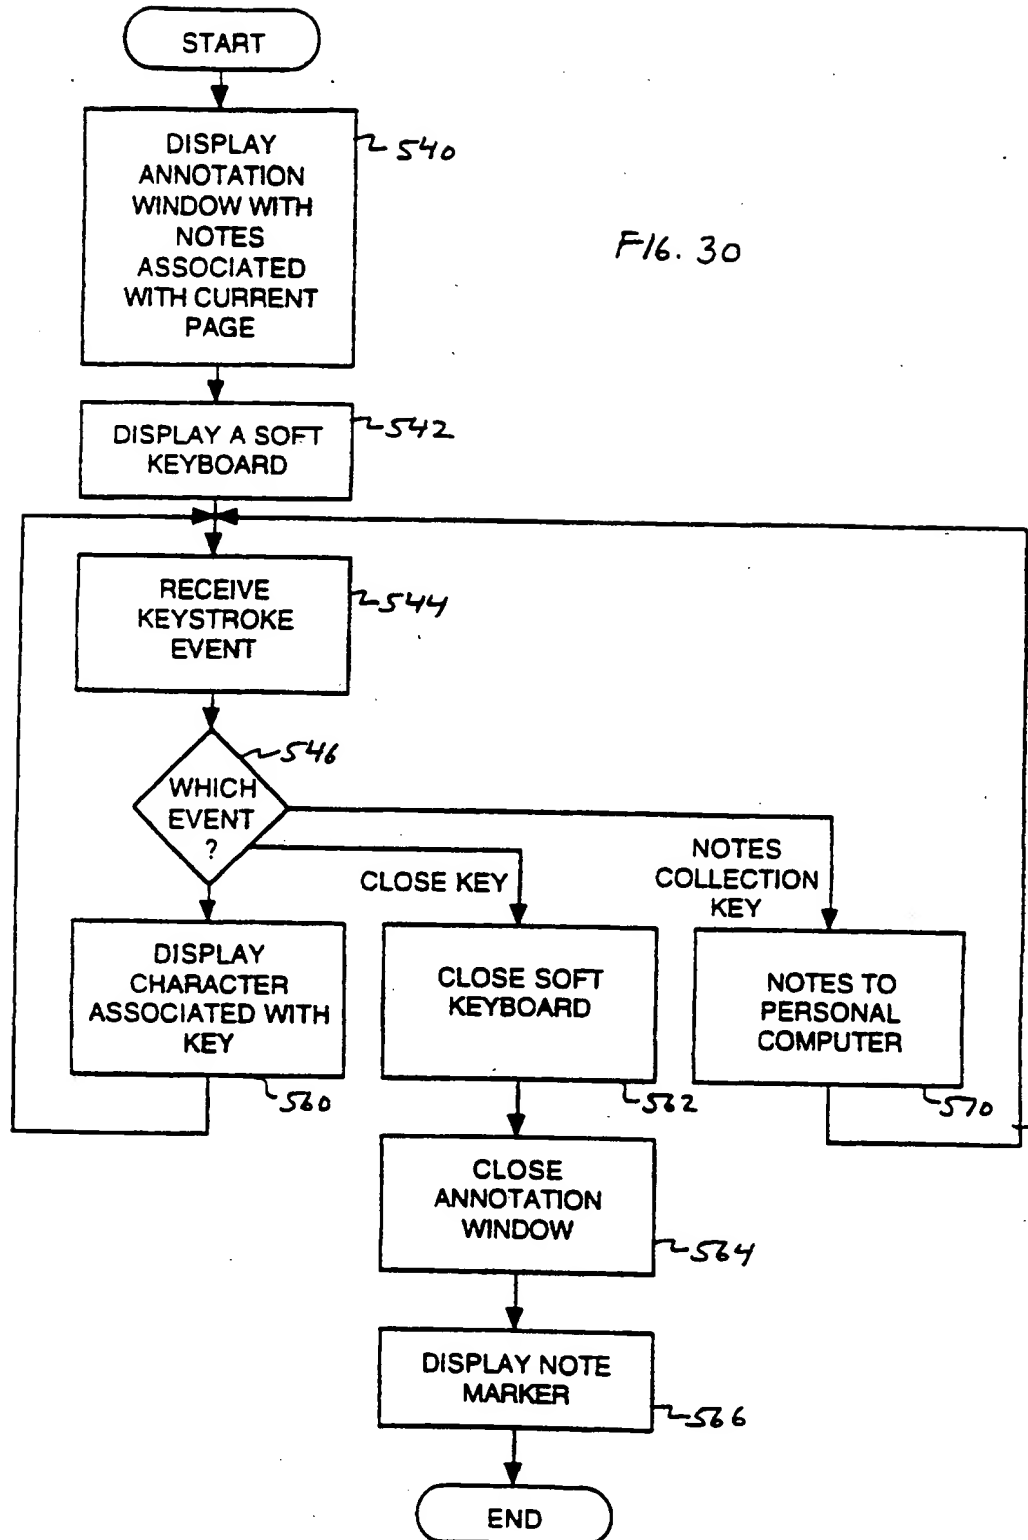 START
DISPLAY
ANNOTATION
WINDOW WITH
NOTES
ASSOCIATED
WITH CURRENT
PAGE
540
FIG. 30
DISPLAY A SOFT
KEYBOARD
542
RECEIVE
KEYSTROKE
EVENT
544
WHICH
EVENT
?
546
CLOSE KEY
NOTES
COLLECTION
KEY
DISPLAY
CHARACTER
ASSOCIATED WITH
KEY
560
CLOSE SOFT
KEYBOARD
562
NOTES TO
PERSONAL
COMPUTER
570
CLOSE
ANNOTATION
WINDOW
564
DISPLAY NOTE
MARKER
566
END